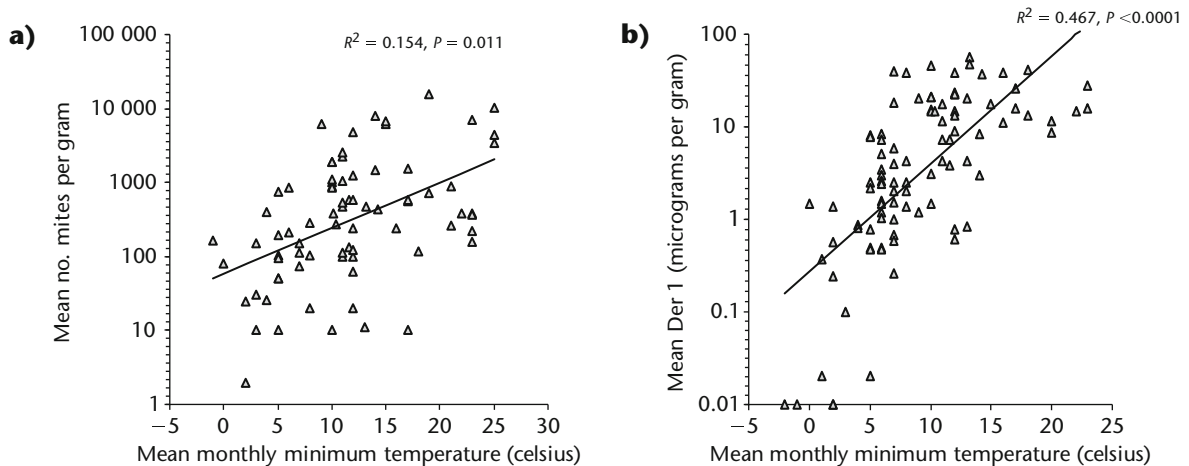 a)
R² = 0.154, P = 0.011
Mean no. mites per gram
100 000
10 000
1000
100
10
1
−5 0 5 10 15 20 25 30
Mean monthly minimum temperature (celsius)
b)
R² = 0.467, P <0.0001
Mean Der 1 (micrograms per gram)
100
10
1
0.1
0.01
−5 0 5 10 15 20 25
Mean monthly minimum temperature (celsius)